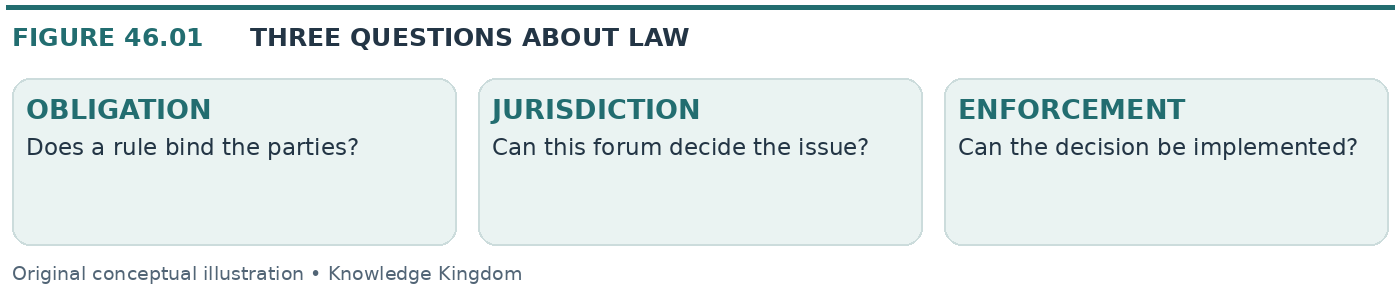 FIGURE 46.01 THREE QUESTIONS ABOUT LAW
OBLIGATION
Does a rule bind the parties?
JURISDICTION
Can this forum decide the issue?
ENFORCEMENT
Can the decision be implemented?
Original conceptual illustration • Knowledge Kingdom